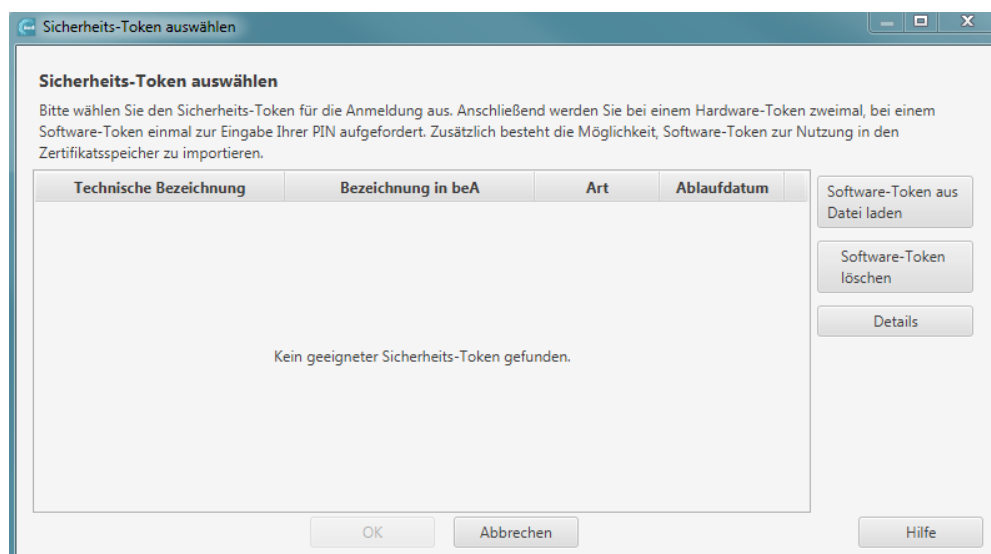 Sicherheits-Token auswählen
Sicherheits-Token auswählen
Bitte wählen Sie den Sicherheits-Token für die Anmeldung aus. Anschließend werden Sie bei einem Hardware-Token zweimal, bei einem
Software-Token einmal zur Eingabe Ihrer PIN aufgefordert. Zusätzlich besteht die Möglichkeit, Software-Token zur Nutzung in den
Zertifikatsspeicher zu importieren.
Technische Bezeichnung Bezeichnung in beA Art Ablaufdatum
Software-Token aus
Datei laden
Software-Token
löschen
Details
Kein geeigneter Sicherheits-Token gefunden.
OK Abbrechen Hilfe